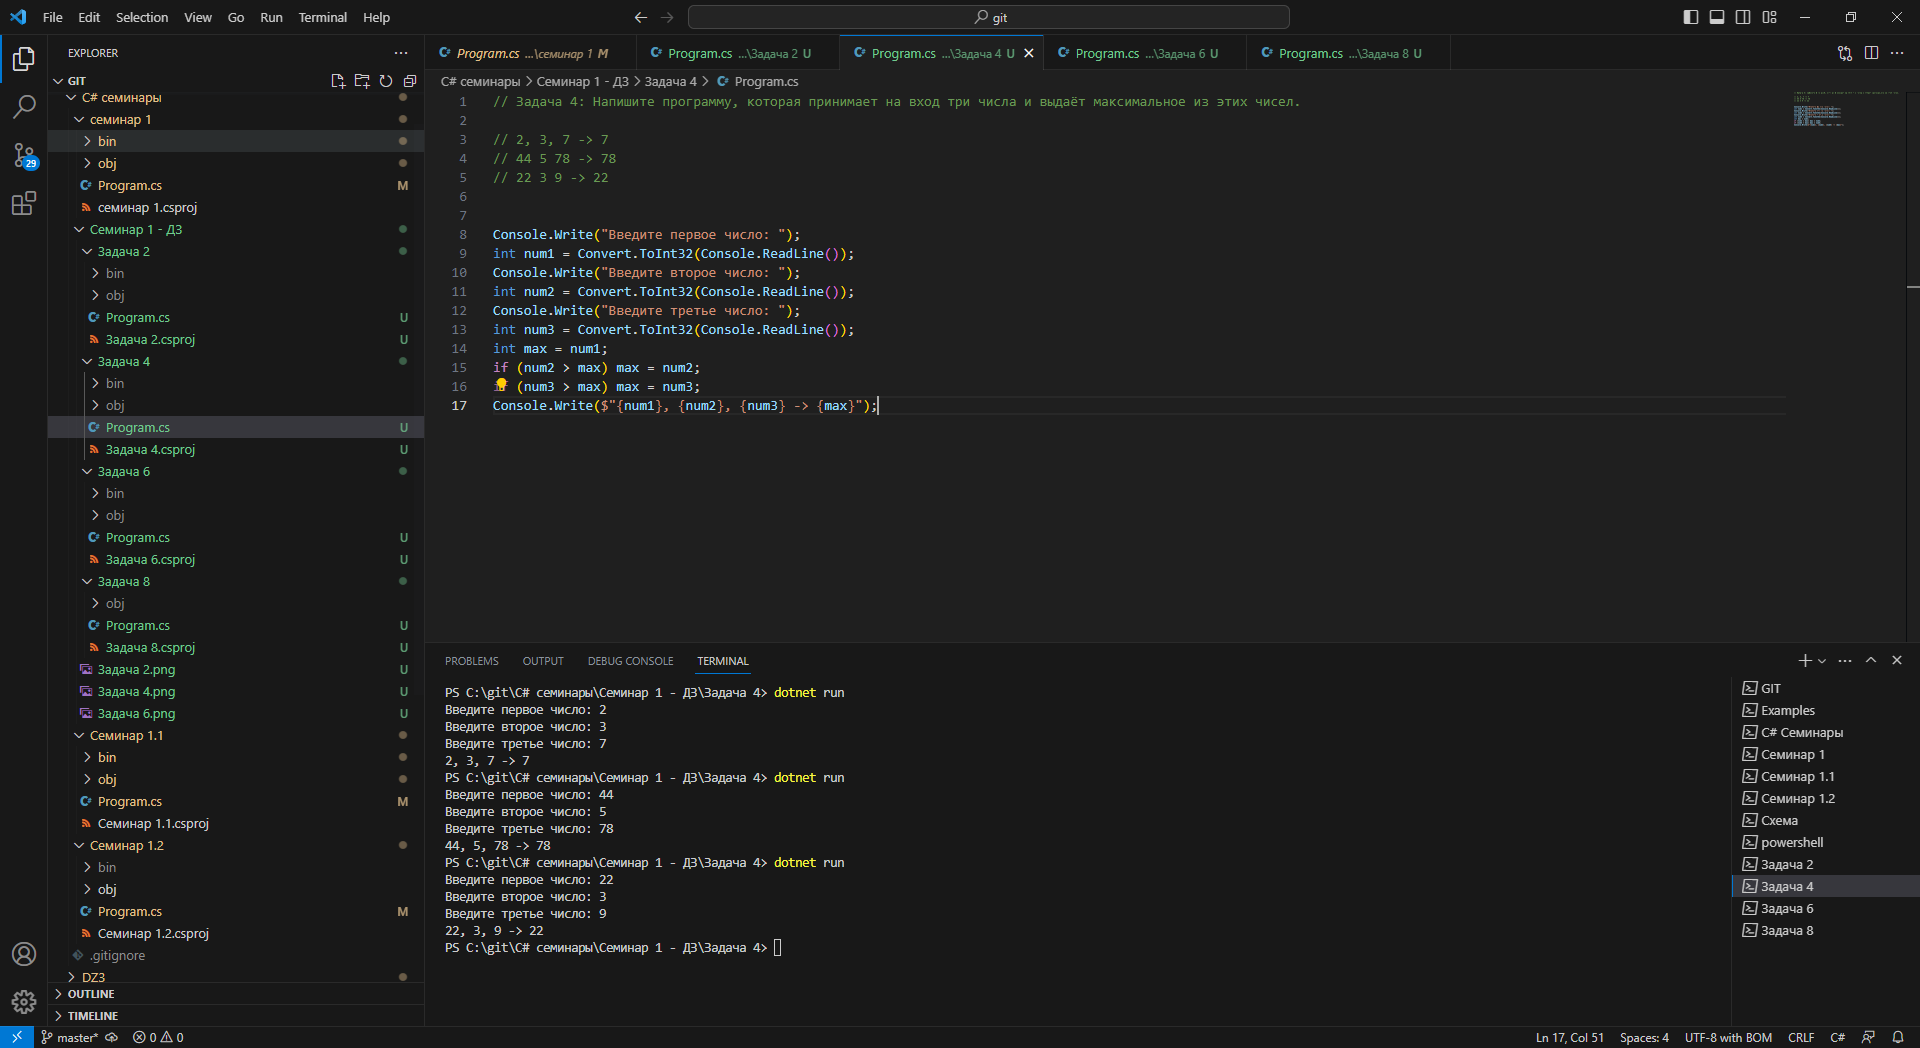 File Edit Selection View Go Run Terminal Help
git
EXPLORER
GIT
C# семинары
семинар 1
bin
obj
Program.cs M
семинар 1.csproj
Семинар 1 - ДЗ
Задача 2
bin
obj
Program.cs U
Задача 2.csproj U
Задача 4
bin
obj
Program.cs U
Задача 4.csproj U
Задача 6
bin
obj
Program.cs U
Задача 6.csproj U
Задача 8
obj
Program.cs U
Задача 8.csproj U
Задача 2.png U
Задача 4.png U
Задача 6.png U
Семинар 1.1
bin
obj
Program.cs M
Семинар 1.1.csproj
Семинар 1.2
bin
obj
Program.cs M
Семинар 1.2.csproj
.gitignore
DZ3
OUTLINE
TIMELINE
29
Program.cs ...\семинар 1 M
Program.cs ...\Задача 2 U
Program.cs ...\Задача 4 U
Program.cs ...\Задача 6 U
Program.cs ...\Задача 8 U
C# семинары > Семинар 1 - ДЗ > Задача 4 > Program.cs
1 // Задача 4: Напишите программу, которая принимает на вход три числа и выдаёт максимальное из этих чисел.
2
3 // 2, 3, 7 -> 7
4 // 44 5 78 -> 78
5 // 22 3 9 -> 22
6
7
8 Console.Write("Введите первое число: ");
9 int num1 = Convert.ToInt32(Console.ReadLine());
10 Console.Write("Введите второе число: ");
11 int num2 = Convert.ToInt32(Console.ReadLine());
12 Console.Write("Введите третье число: ");
13 int num3 = Convert.ToInt32(Console.ReadLine());
14 int max = num1;
15 if (num2 > max) max = num2;
16 (num3 > max) max = num3;
17 Console.Write($"{num1}, {num2}, {num3} -> {max}");
PROBLEMS OUTPUT DEBUG CONSOLE TERMINAL
PS C:\git\C# семинары\Семинар 1 - ДЗ\Задача 4> dotnet run
Введите первое число: 2
Введите второе число: 3
Введите третье число: 7
2, 3, 7 -> 7
PS C:\git\C# семинары\Семинар 1 - ДЗ\Задача 4> dotnet run
Введите первое число: 44
Введите второе число: 5
Введите третье число: 78
44, 5, 78 -> 78
PS C:\git\C# семинары\Семинар 1 - ДЗ\Задача 4> dotnet run
Введите первое число: 22
Введите второе число: 3
Введите третье число: 9
22, 3, 9 -> 22
PS C:\git\C# семинары\Семинар 1 - ДЗ\Задача 4>
GIT
Examples
C# Семинары
Семинар 1
Семинар 1.1
Семинар 1.2
Схема
powershell
Задача 2
Задача 4
Задача 6
Задача 8
master* 0 0
Ln 17, Col 51 Spaces: 4 UTF-8 with BOM CRLF C#